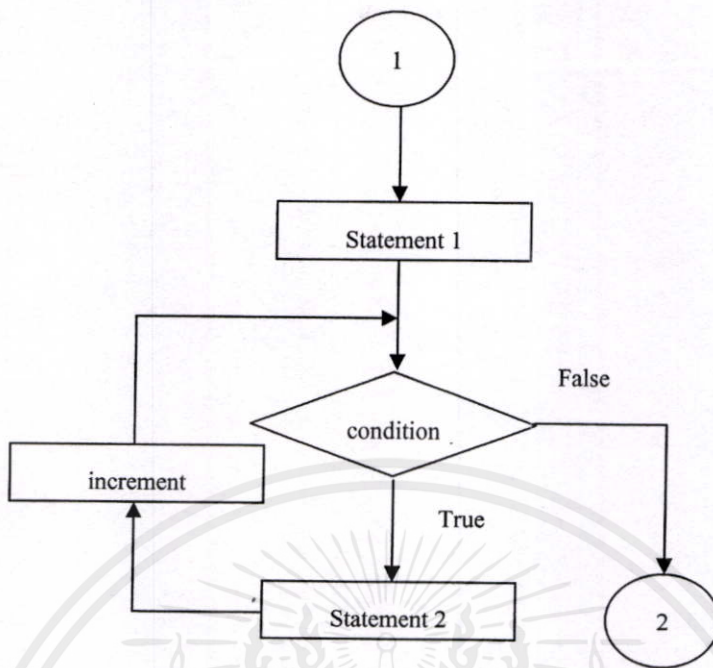 1
Statement 1
False
condition
increment
True
Statement 2
2